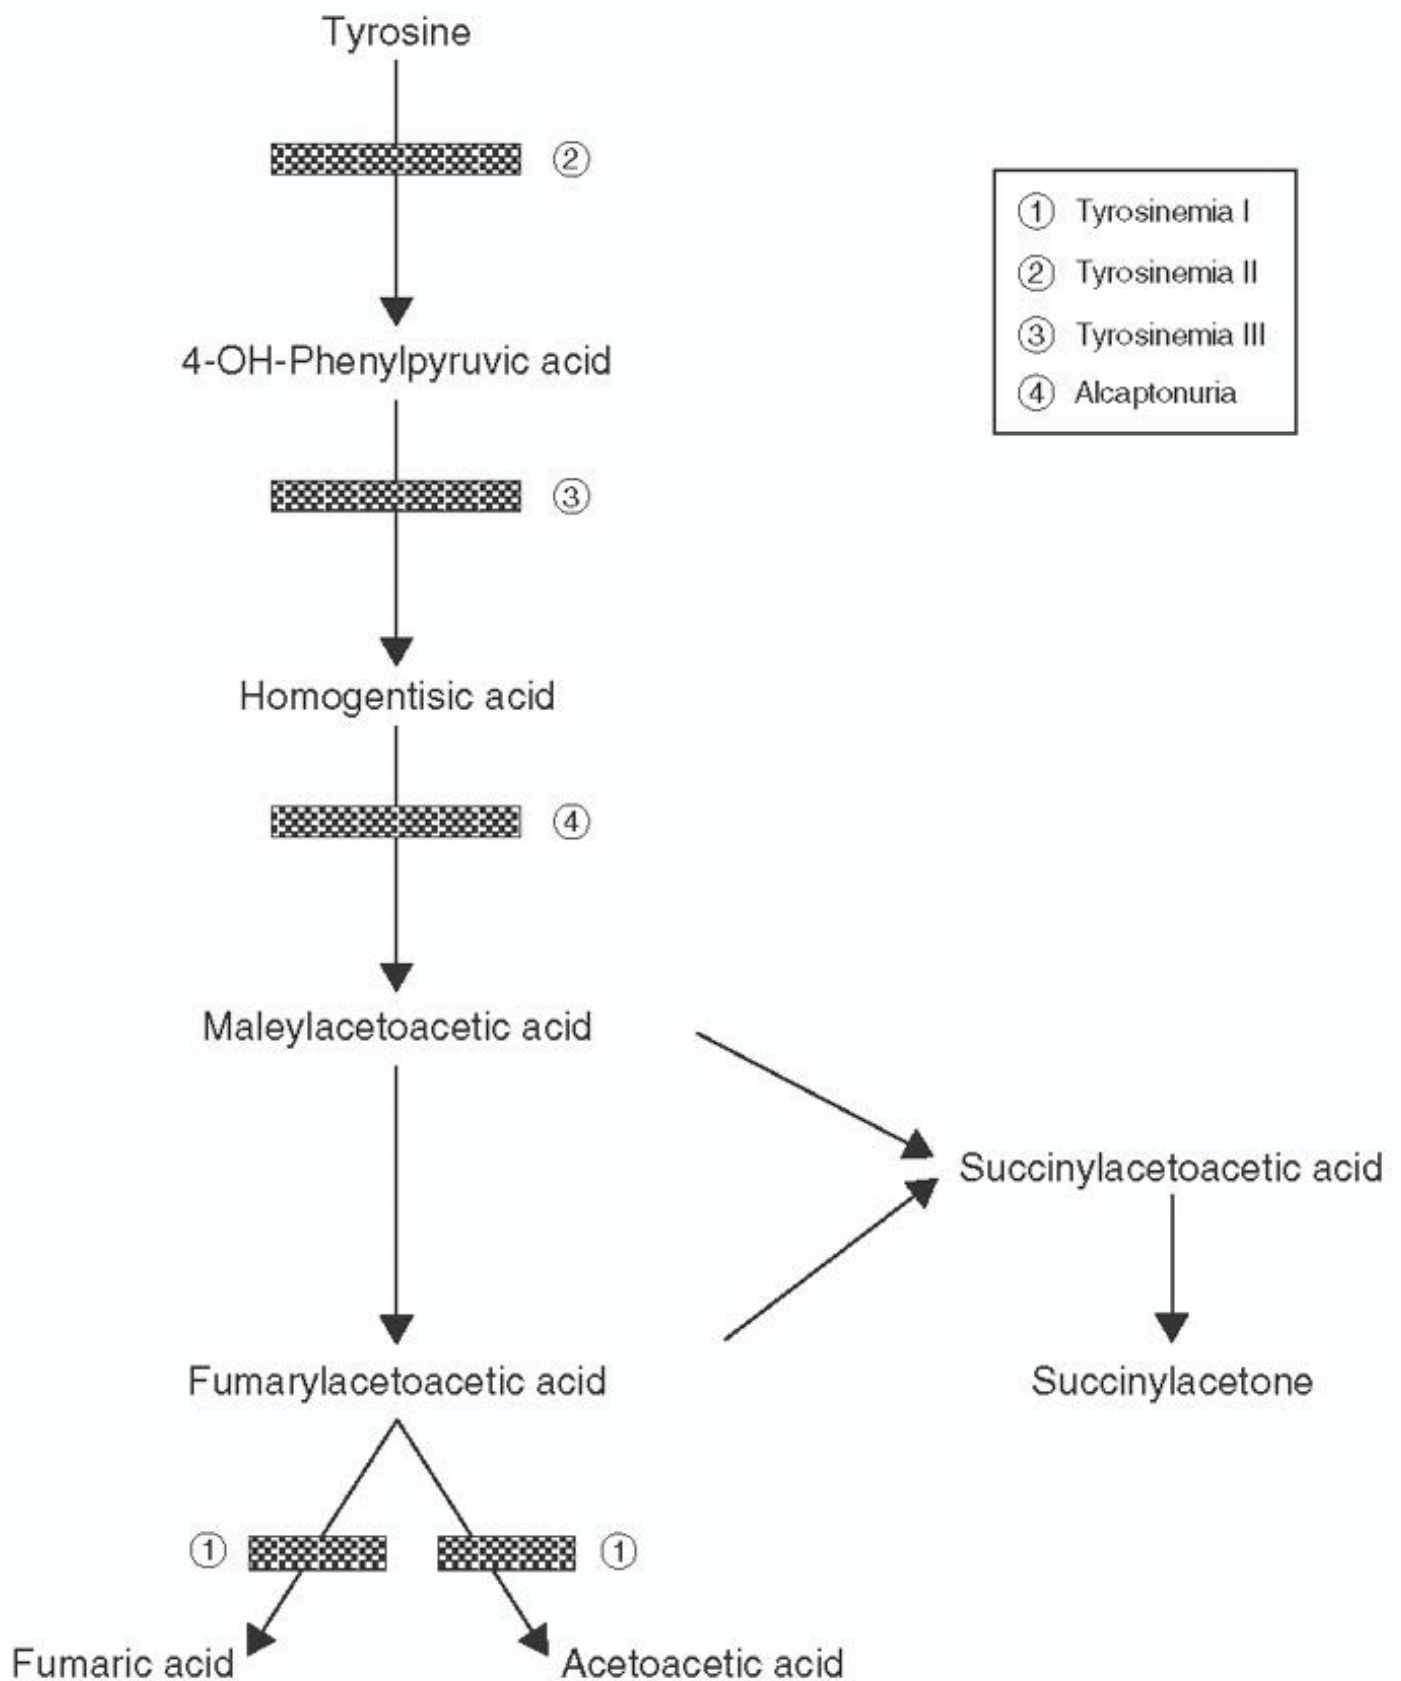 Tyrosine
②
① Tyrosinemia I
② Tyrosinemia II
③ Tyrosinemia III
④ Alcaptonuria
4-OH-Phenylpyruvic acid
③
Homogentisic acid
④
Maleylacetoacetic acid
Succinylacetoacetic acid
Fumarylacetoacetic acid
Succinylacetone
① ①
Fumaric acid
Acetoacetic acid